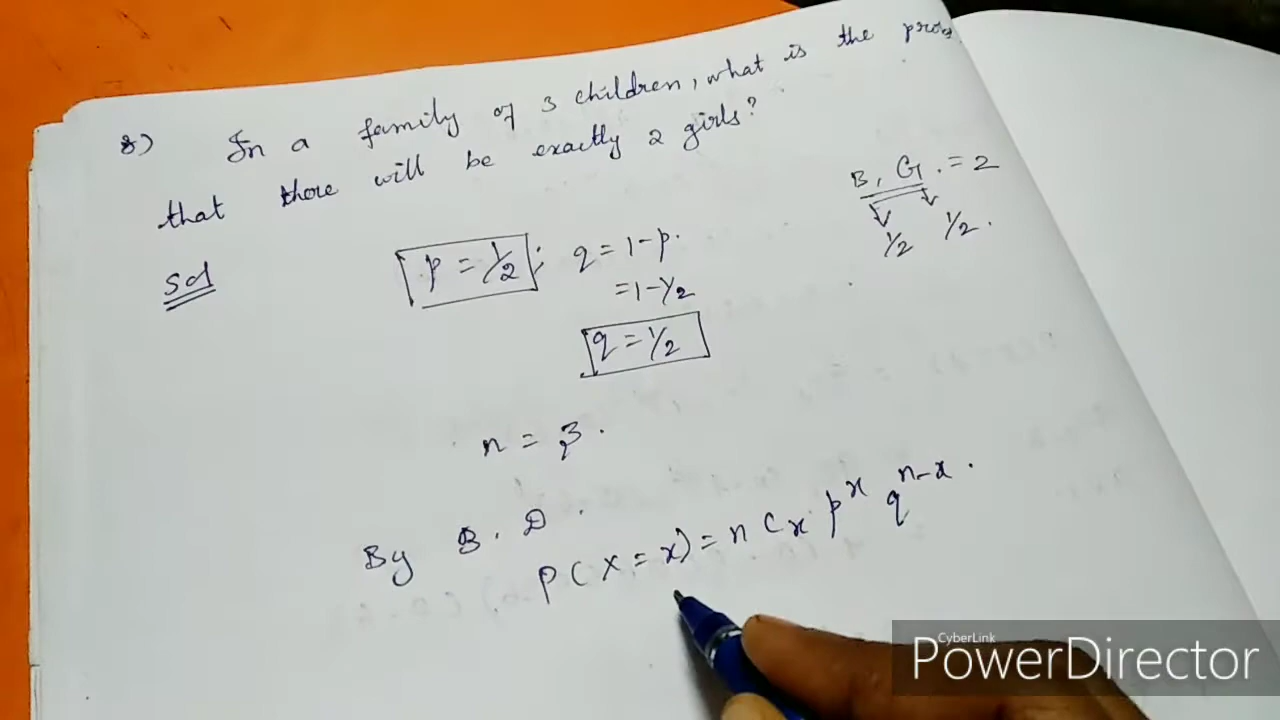 8) In a family of 3 children, what is the prob
that there will be exactly 2 girls?
B, G. = 2
1/2 1/2.
Sol
p = 1/2; q = 1-p.
= 1-1/2
q = 1/2
n = 3.
By B. D.
P(X = x) = n C x p^x q^n-x.
CyberLink
PowerDirector